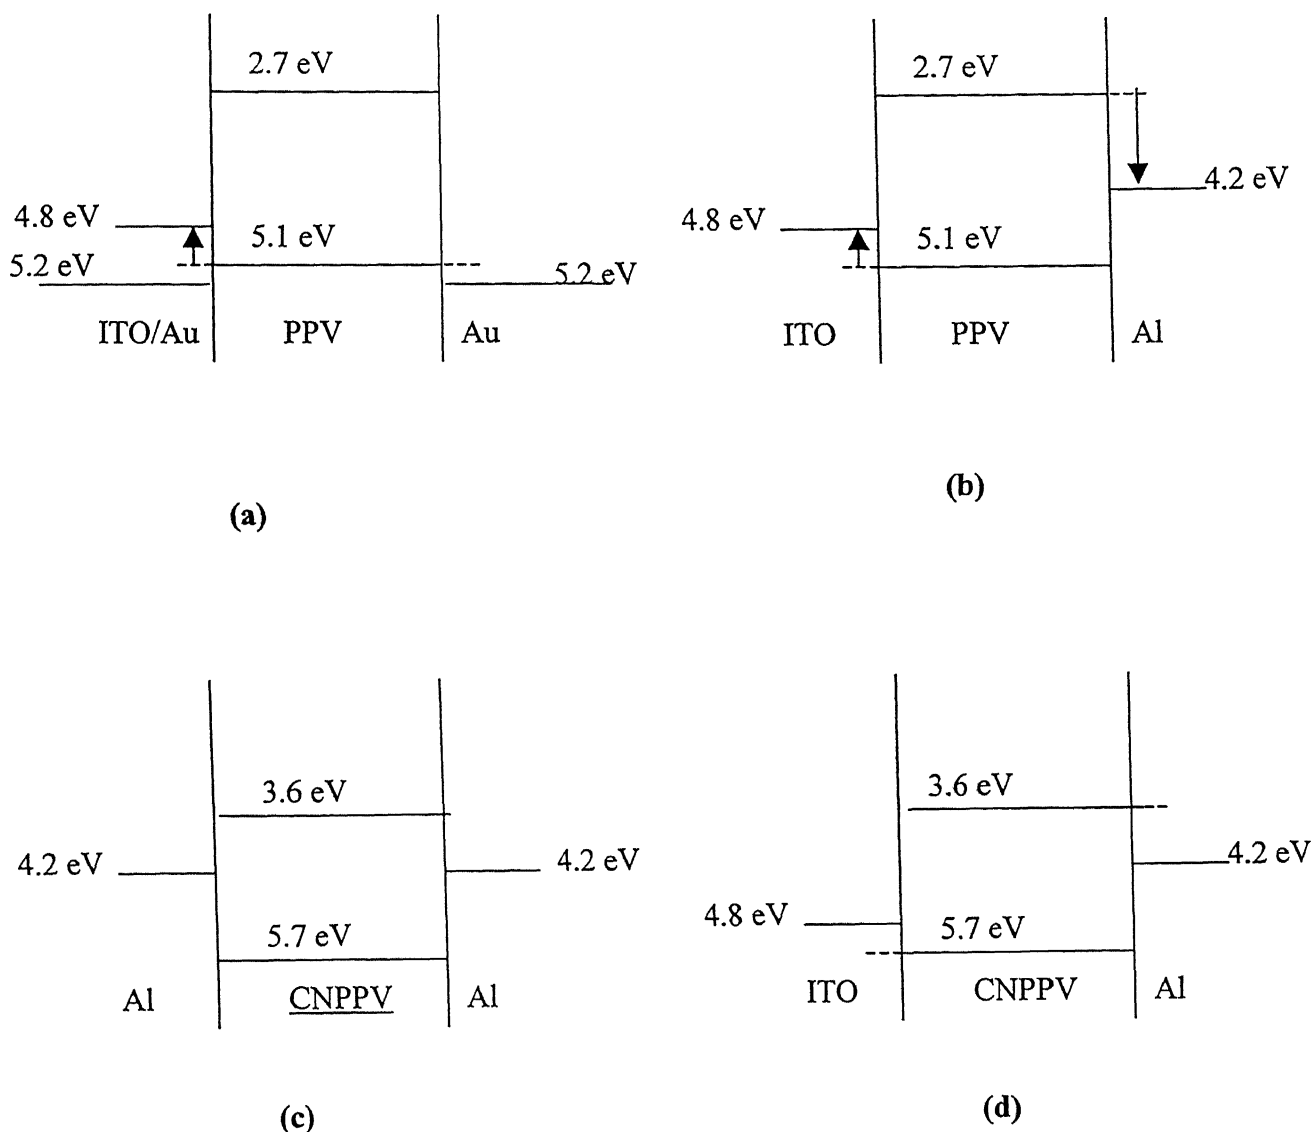 2.7 eV
4.8 eV
5.1 eV
5.2 eV
5.2 eV
ITO/Au PPV Au
(a)
2.7 eV
4.2 eV
4.8 eV
5.1 eV
ITO PPV Al
(b)
3.6 eV
4.2 eV
4.2 eV
5.7 eV
Al CNPPV Al
(c)
3.6 eV
4.2 eV
4.8 eV
5.7 eV
ITO CNPPV Al
(d)